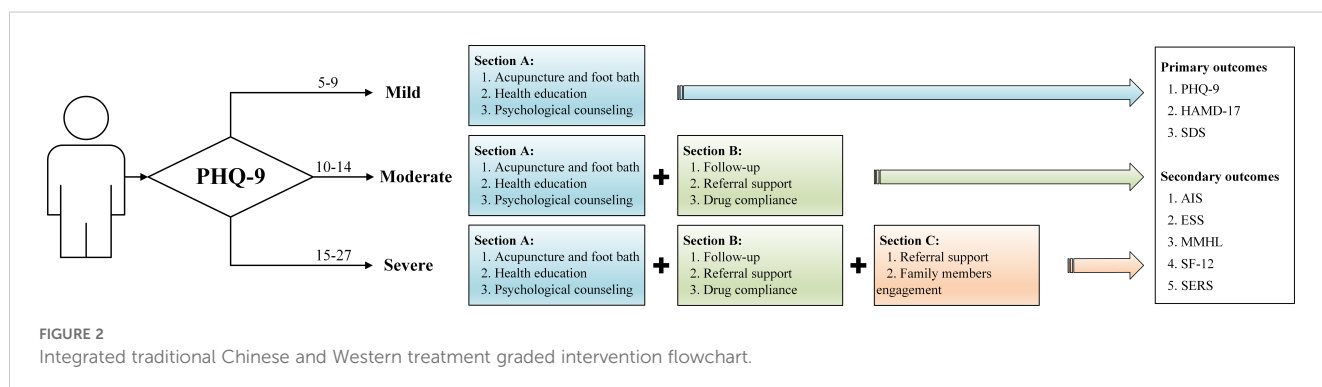 PHQ-9
5-9
Mild
Section A:
1. Acupuncture and foot bath
2. Health education
3. Psychological counseling
10-14
Moderate
Section A:
1. Acupuncture and foot bath
2. Health education
3. Psychological counseling
+
Section B:
1. Follow-up
2. Referral support
3. Drug compliance
15-27
Severe
Section A:
1. Acupuncture and foot bath
2. Health education
3. Psychological counseling
+
Section B:
1. Follow-up
2. Referral support
3. Drug compliance
+
Section C:
1. Referral support
2. Family members
engagement
Primary outcomes
1. PHQ-9
2. HAMD-17
3. SDS
Secondary outcomes
1. AIS
2. ESS
3. MMHL
4. SF-12
5. SERS
FIGURE 2
Integrated traditional Chinese and Western treatment graded intervention flowchart.